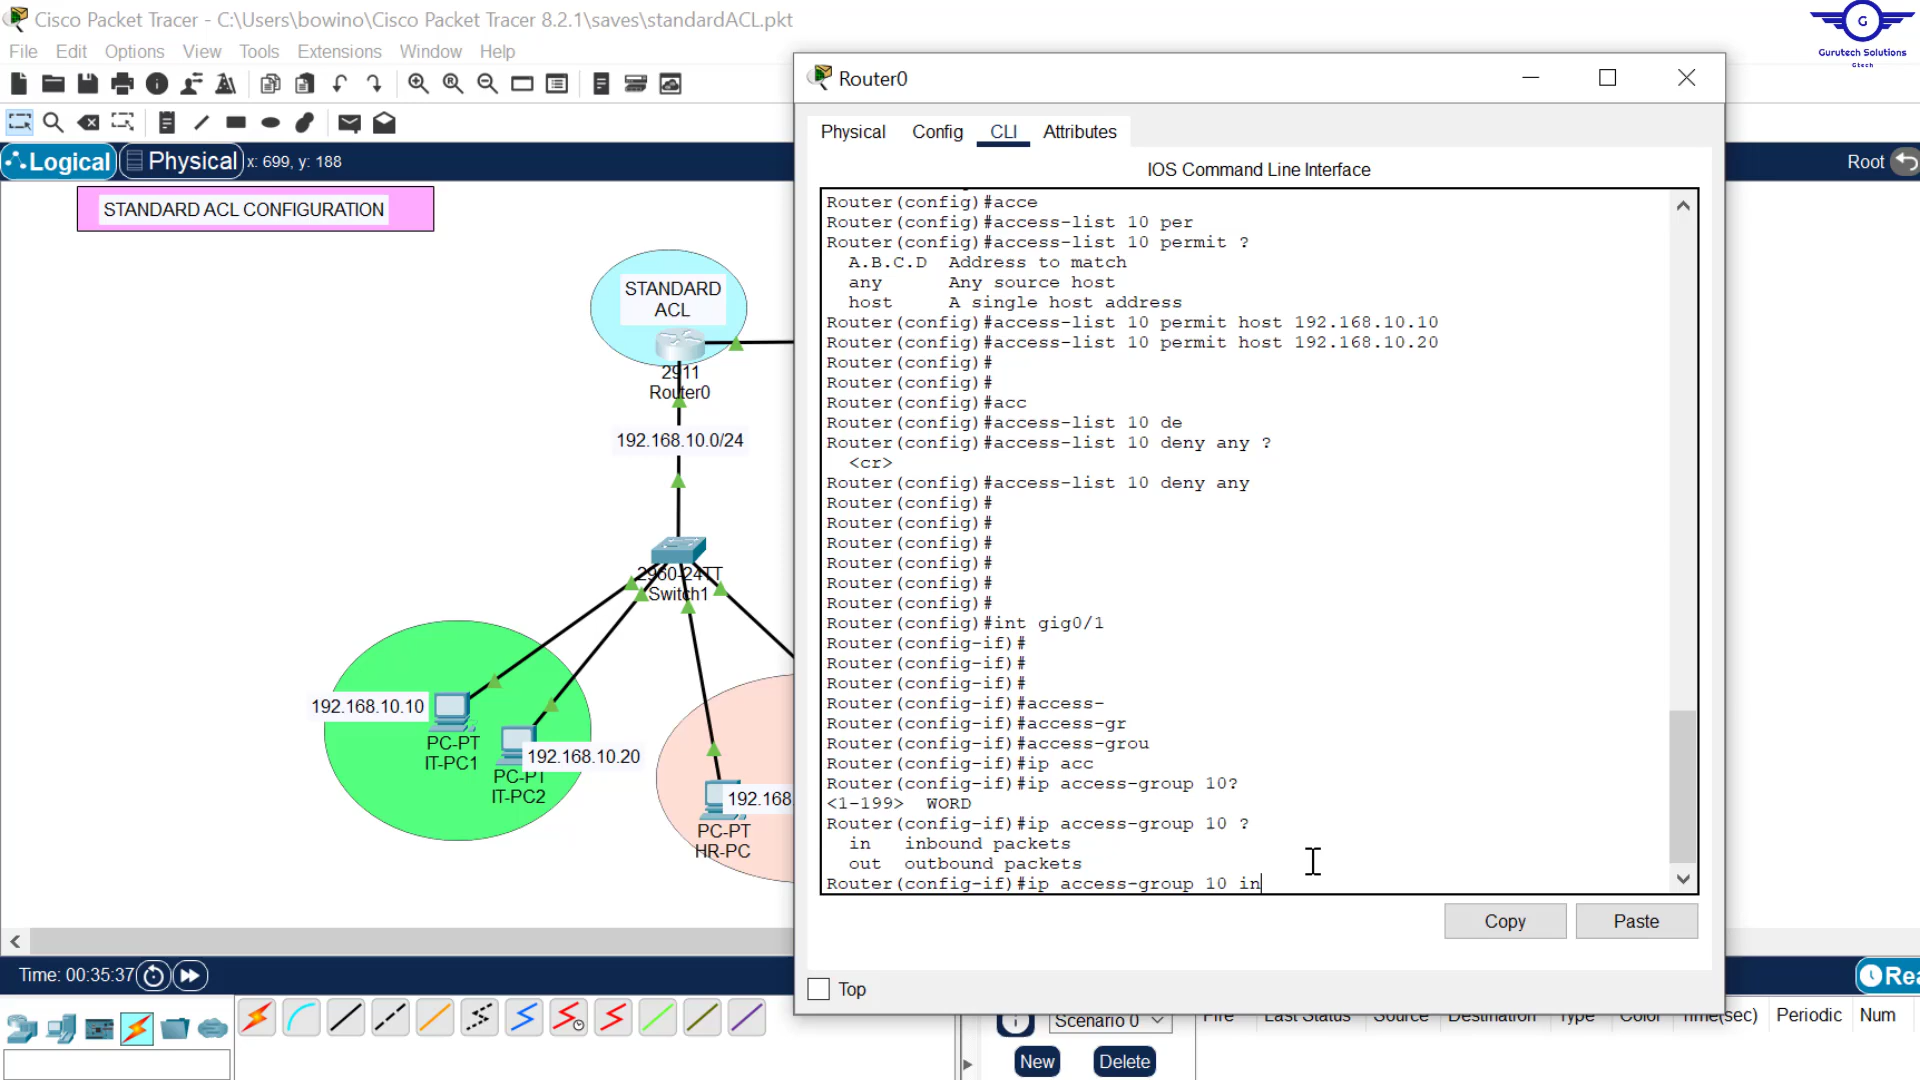 Cisco Packet Tracer - C:\Users\bowino\Cisco Packet Tracer 8.2.1\saves\standardACL.pkt
File Edit Options View Tools Extensions Window Help
G
Gurutech Solutions
Gtech
Logical Physical x: 699, y: 188
Root
STANDARD ACL CONFIGURATION
STANDARD
ACL
2911
Router0
192.168.10.0/24
2960-24TT
Switch1
192.168.10.10
PC-PT
IT-PC1
192.168.10.20
PC-PT
IT-PC2
192.168
PC-PT
HR-PC
Router0
Physical Config CLI Attributes
IOS Command Line Interface
Router(config)#acce
Router(config)#access-list 10 per
Router(config)#access-list 10 permit ?
A.B.C.D Address to match
any Any source host
host A single host address
Router(config)#access-list 10 permit host 192.168.10.10
Router(config)#access-list 10 permit host 192.168.10.20
Router(config)#
Router(config)#
Router(config)#acc
Router(config)#access-list 10 de
Router(config)#access-list 10 deny any ?
<cr>
Router(config)#access-list 10 deny any
Router(config)#
Router(config)#
Router(config)#
Router(config)#
Router(config)#
Router(config)#
Router(config)#int gig0/1
Router(config-if)#
Router(config-if)#
Router(config-if)#
Router(config-if)#access-
Router(config-if)#access-gr
Router(config-if)#access-grou
Router(config-if)#ip acc
Router(config-if)#ip access-group 10?
<1-199> WORD
Router(config-if)#ip access-group 10 ?
in inbound packets
out outbound packets
Router(config-if)#ip access-group 10 in
Copy Paste
Top
Time: 00:35:37
Rea
Scenario 0
Fire Last Status Source Destination Type Color Time(sec) Periodic Num
New Delete